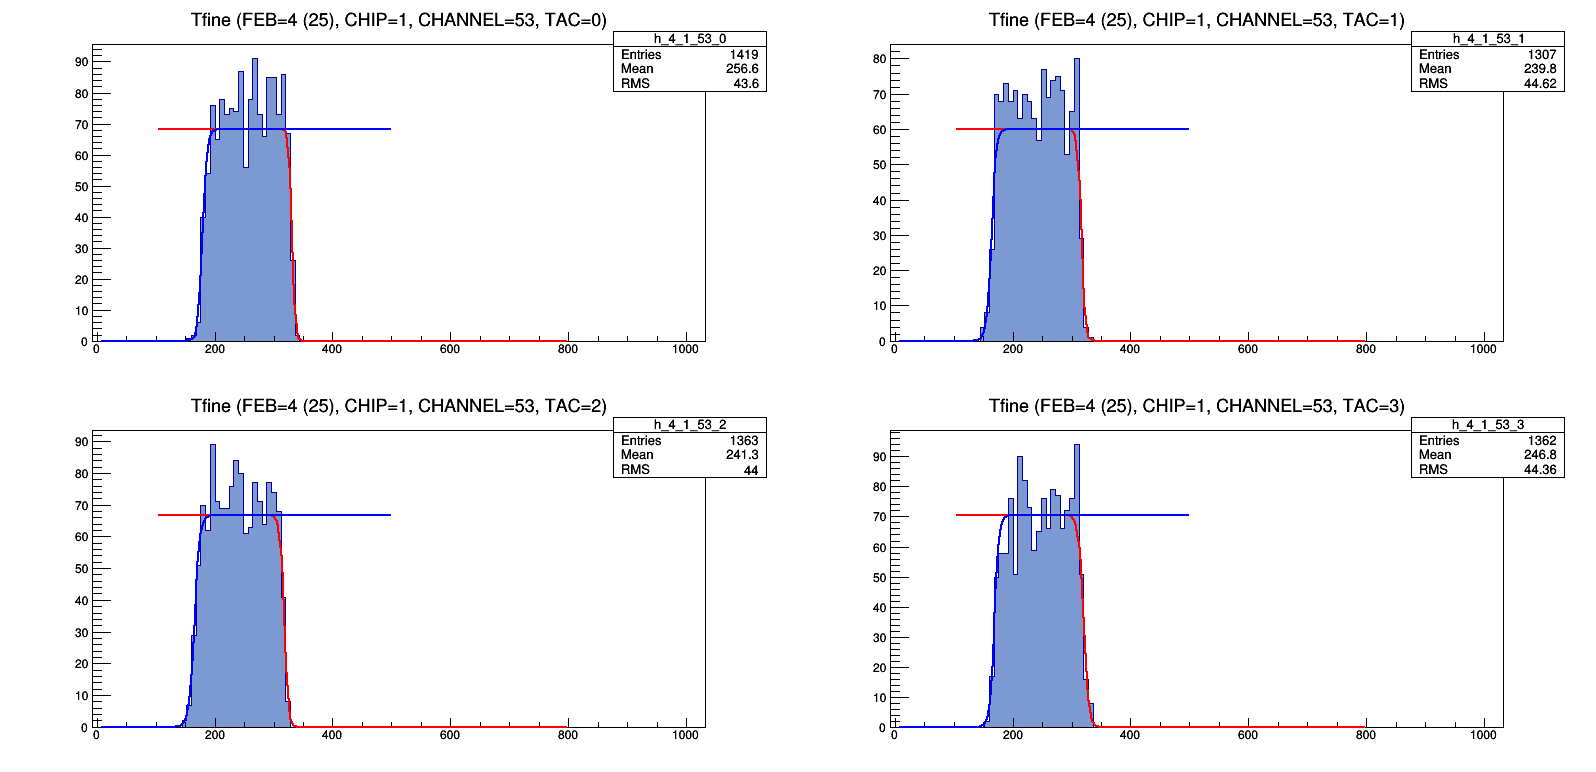 Tfine (FEB=4 (25), CHIP=1, CHANNEL=53, TAC=0)
h_4_1_53_0
Entries 1419
Mean 256.6
RMS 43.6
90
80
70
60
50
40
30
20
10
0
0 200 400 600 800 1000
Tfine (FEB=4 (25), CHIP=1, CHANNEL=53, TAC=1)
h_4_1_53_1
Entries 1307
Mean 239.8
RMS 44.62
80
70
60
50
40
30
20
10
0
0 200 400 600 800 1000
Tfine (FEB=4 (25), CHIP=1, CHANNEL=53, TAC=2)
h_4_1_53_2
Entries 1363
Mean 241.3
RMS 44
90
80
70
60
50
40
30
20
10
0
0 200 400 600 800 1000
Tfine (FEB=4 (25), CHIP=1, CHANNEL=53, TAC=3)
h_4_1_53_3
Entries 1362
Mean 246.8
RMS 44.36
90
80
70
60
50
40
30
20
10
0
0 200 400 600 800 1000